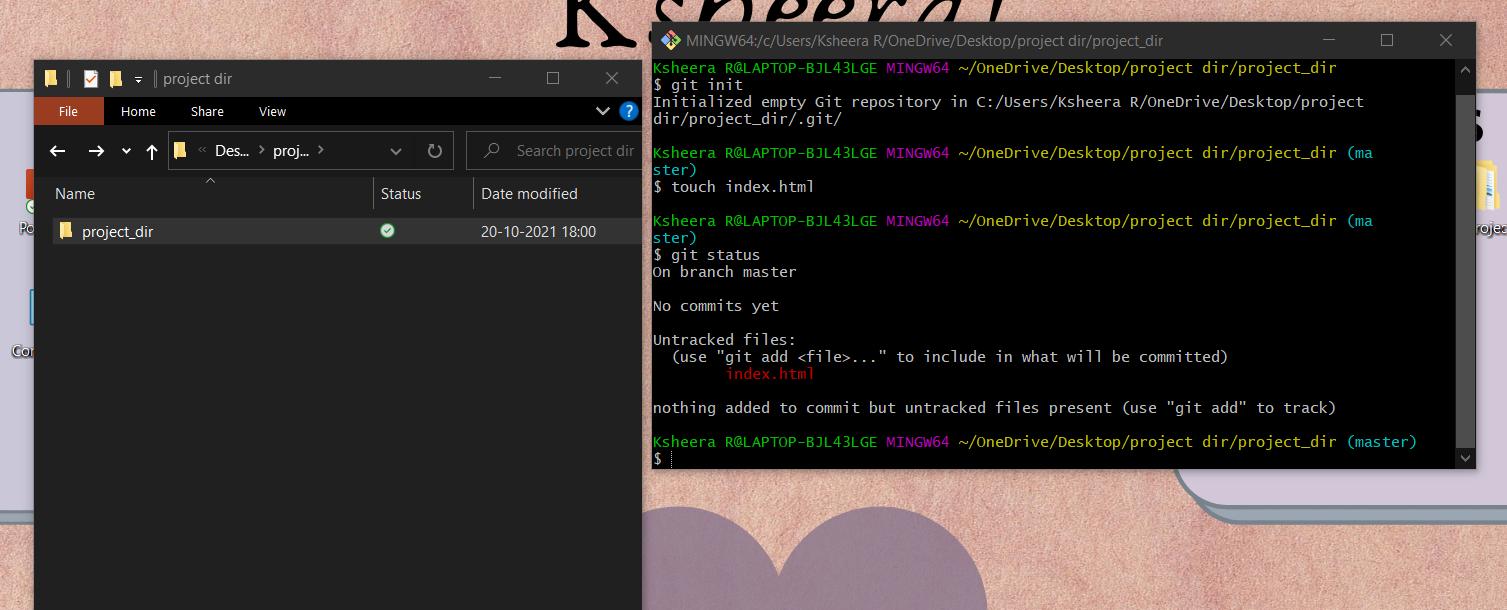 Ksheera!
project dir
File Home Share View
?
« Des... > proj... >
Search project dir
Name Status Date modified
project_dir 20-10-2021 18:00
MINGW64:/c/Users/Ksheera R/OneDrive/Desktop/project dir/project_dir
Ksheera R@LAPTOP-BJL43LGE MINGW64 ~/OneDrive/Desktop/project dir/project_dir
$ git init
Initialized empty Git repository in C:/Users/Ksheera R/OneDrive/Desktop/project
dir/project_dir/.git/
Ksheera R@LAPTOP-BJL43LGE MINGW64 ~/OneDrive/Desktop/project dir/project_dir (ma
ster)
$ touch index.html
Ksheera R@LAPTOP-BJL43LGE MINGW64 ~/OneDrive/Desktop/project dir/project_dir (ma
ster)
$ git status
On branch master
No commits yet
Untracked files:
(use "git add <file>..." to include in what will be committed)
index.html
nothing added to commit but untracked files present (use "git add" to track)
Ksheera R@LAPTOP-BJL43LGE MINGW64 ~/OneDrive/Desktop/project dir/project_dir (master)
$